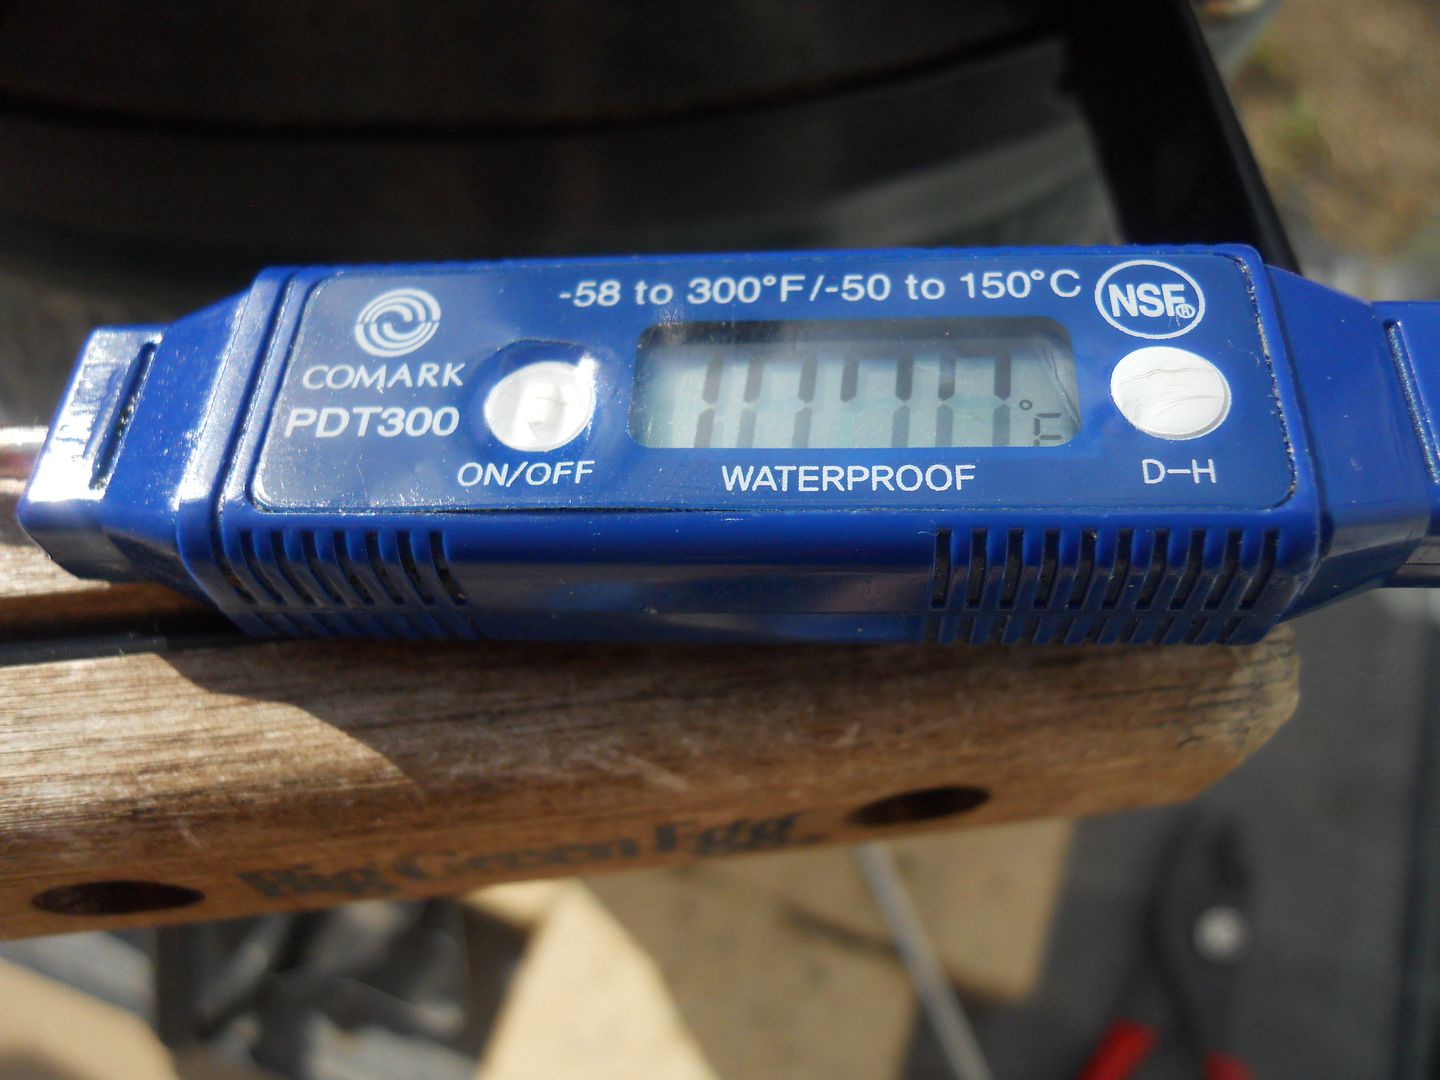 -58 to 300°F/-50 to 150°C
NSF®
COMARK
PDT300
°F
ON/OFF
WATERPROOF
D–H
Big Green Egg